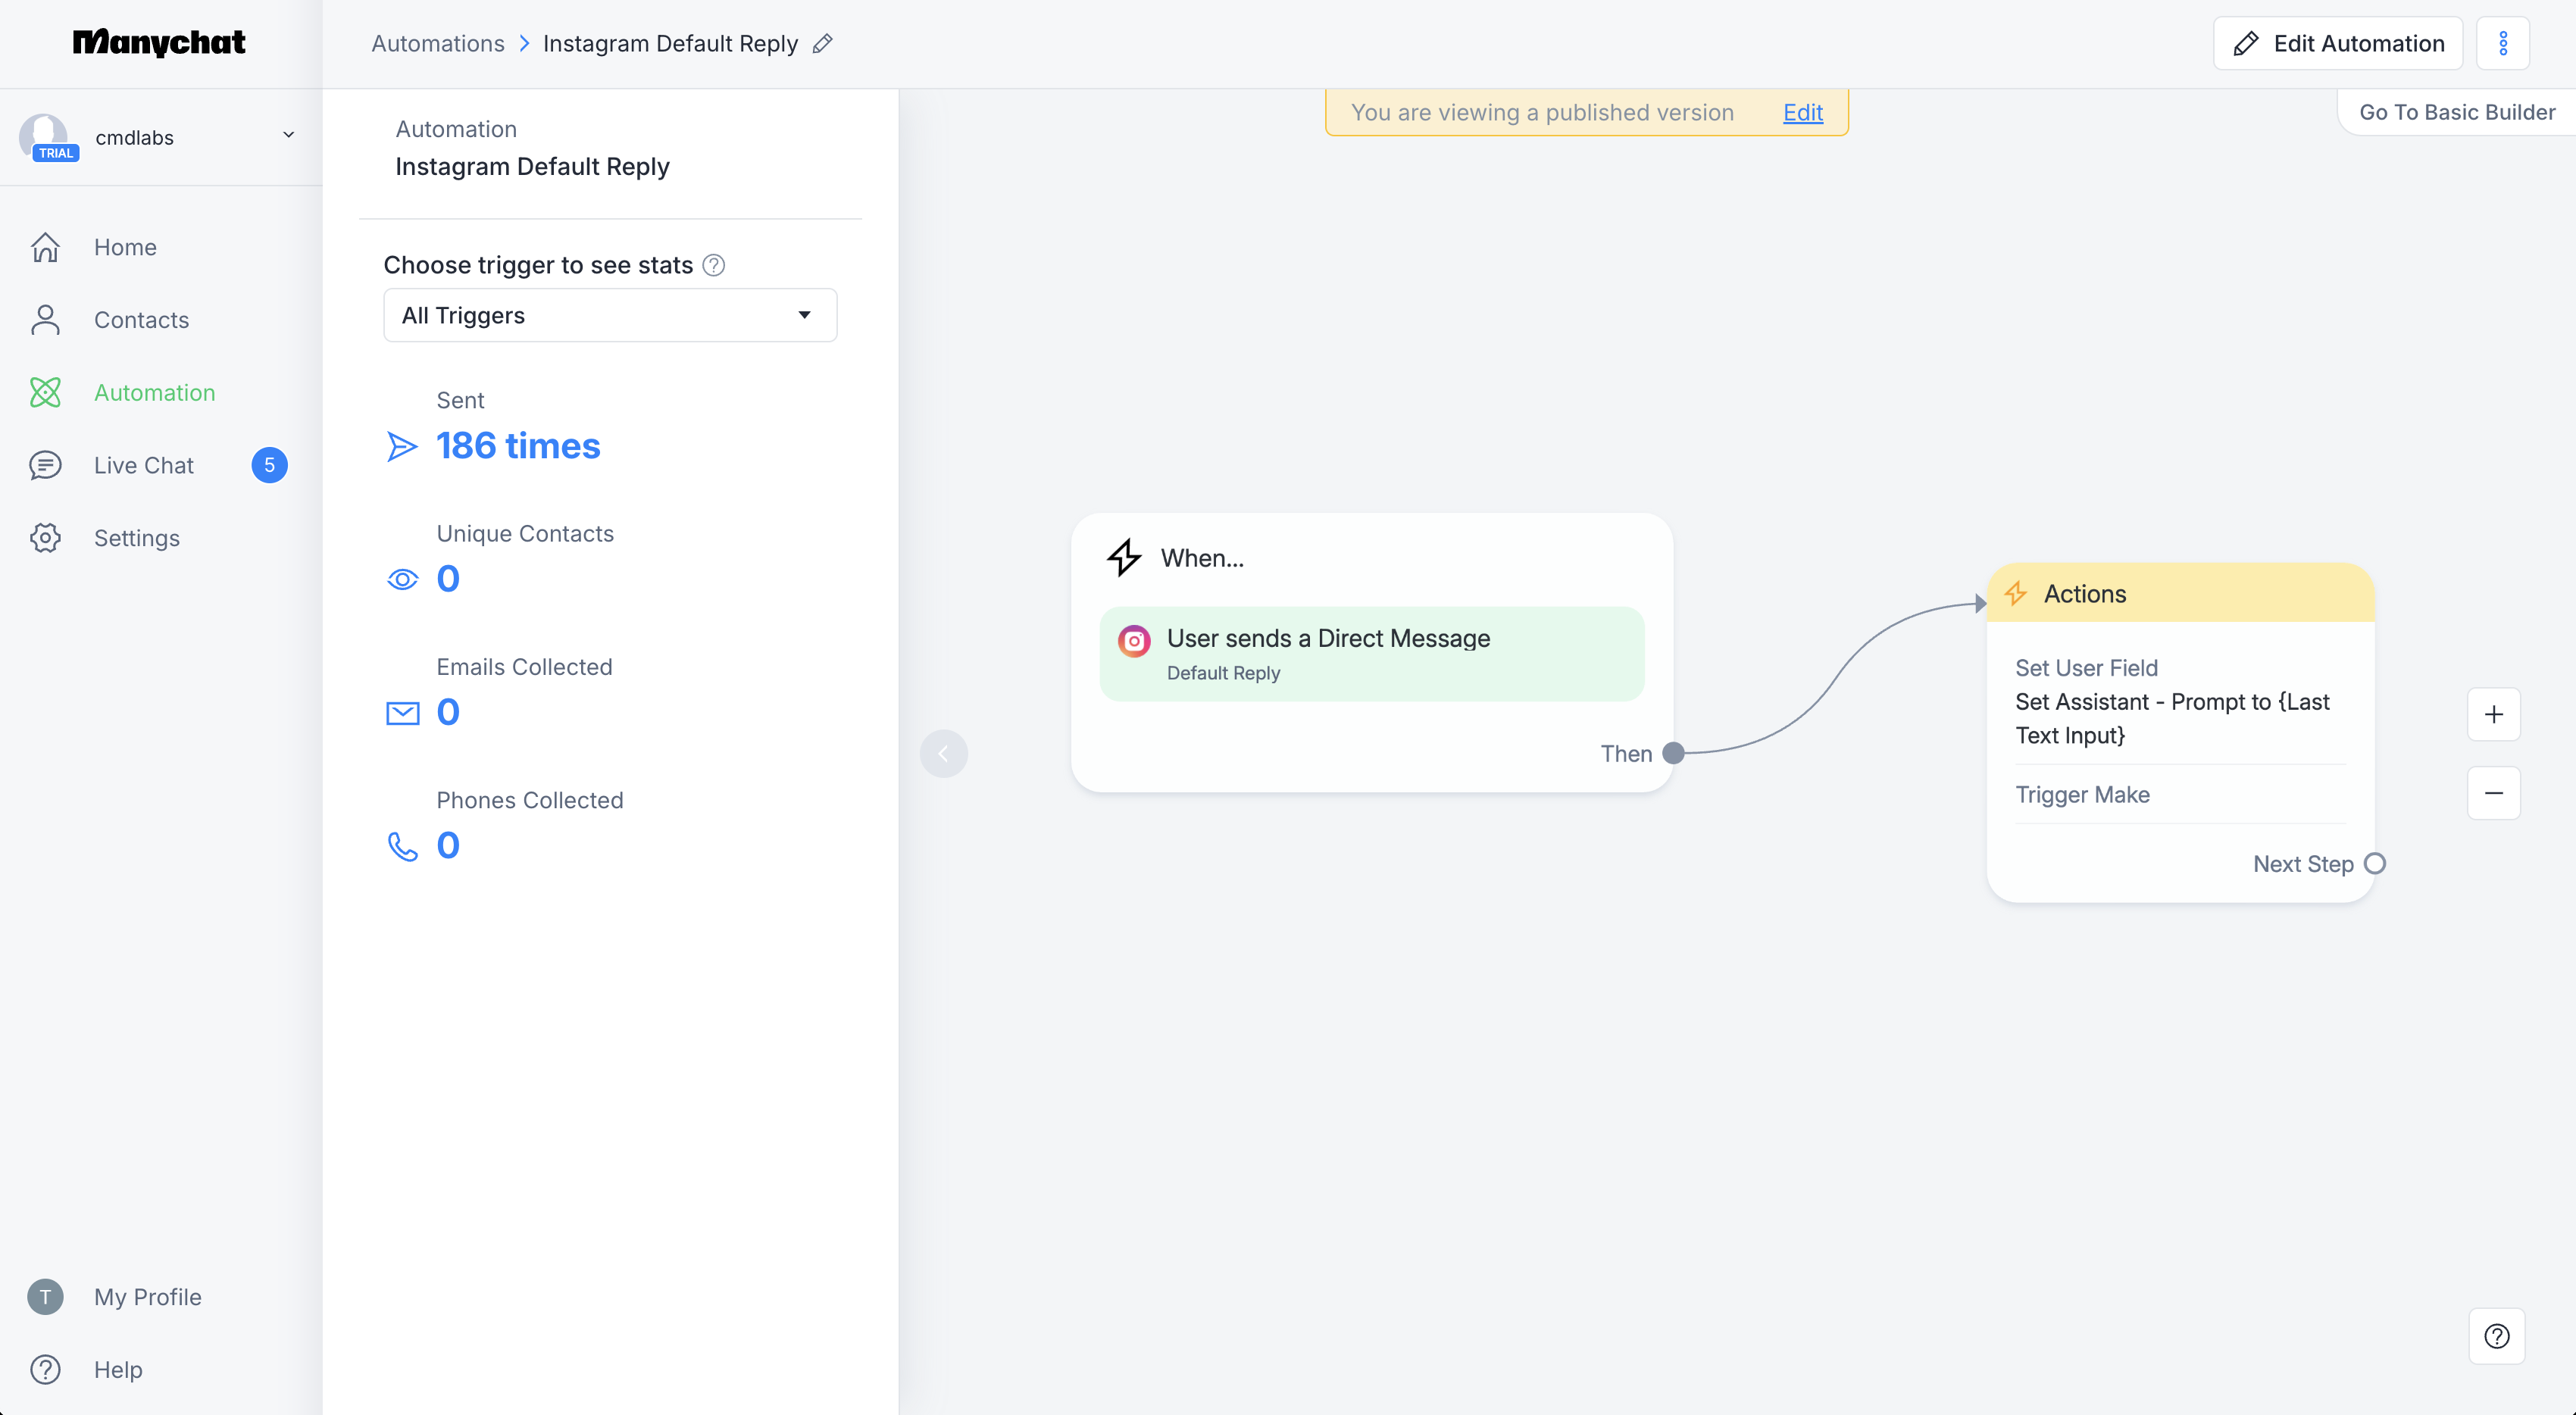 Manychat
Automations > Instagram Default Reply
Edit Automation
TRIAL
cmdlabs
Home
Contacts
Automation
Live Chat 5
Settings
T My Profile
Help
Automation
Instagram Default Reply
Choose trigger to see stats ?
All Triggers
Sent
186 times
Unique Contacts
0
Emails Collected
0
Phones Collected
0
You are viewing a published version Edit
Go To Basic Builder
When...
User sends a Direct Message
Default Reply
Then
Actions
Set User Field
Set Assistant - Prompt to {Last
Text Input}
Trigger Make
Next Step
+
−
?